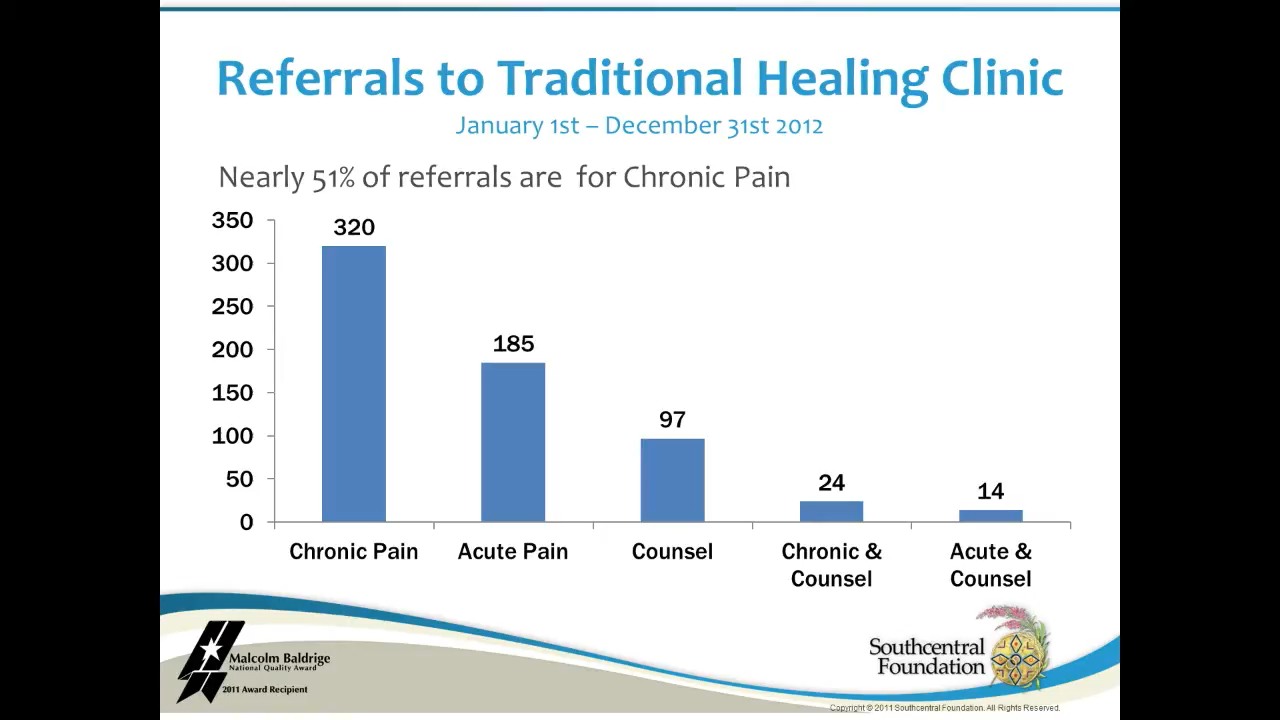 Referrals to Traditional Healing Clinic
January 1st – December 31st 2012
Nearly 51% of referrals are for Chronic Pain
350
300
250
200
150
100
50
0
320
185
97
24
14
Chronic Pain
Acute Pain
Counsel
Chronic &
Counsel
Acute &
Counsel
Malcolm Baldrige
National Quality Award
2011 Award Recipient
Southcentral
Foundation
Copyright © 2011 Southcentral Foundation. All Rights Reserved.